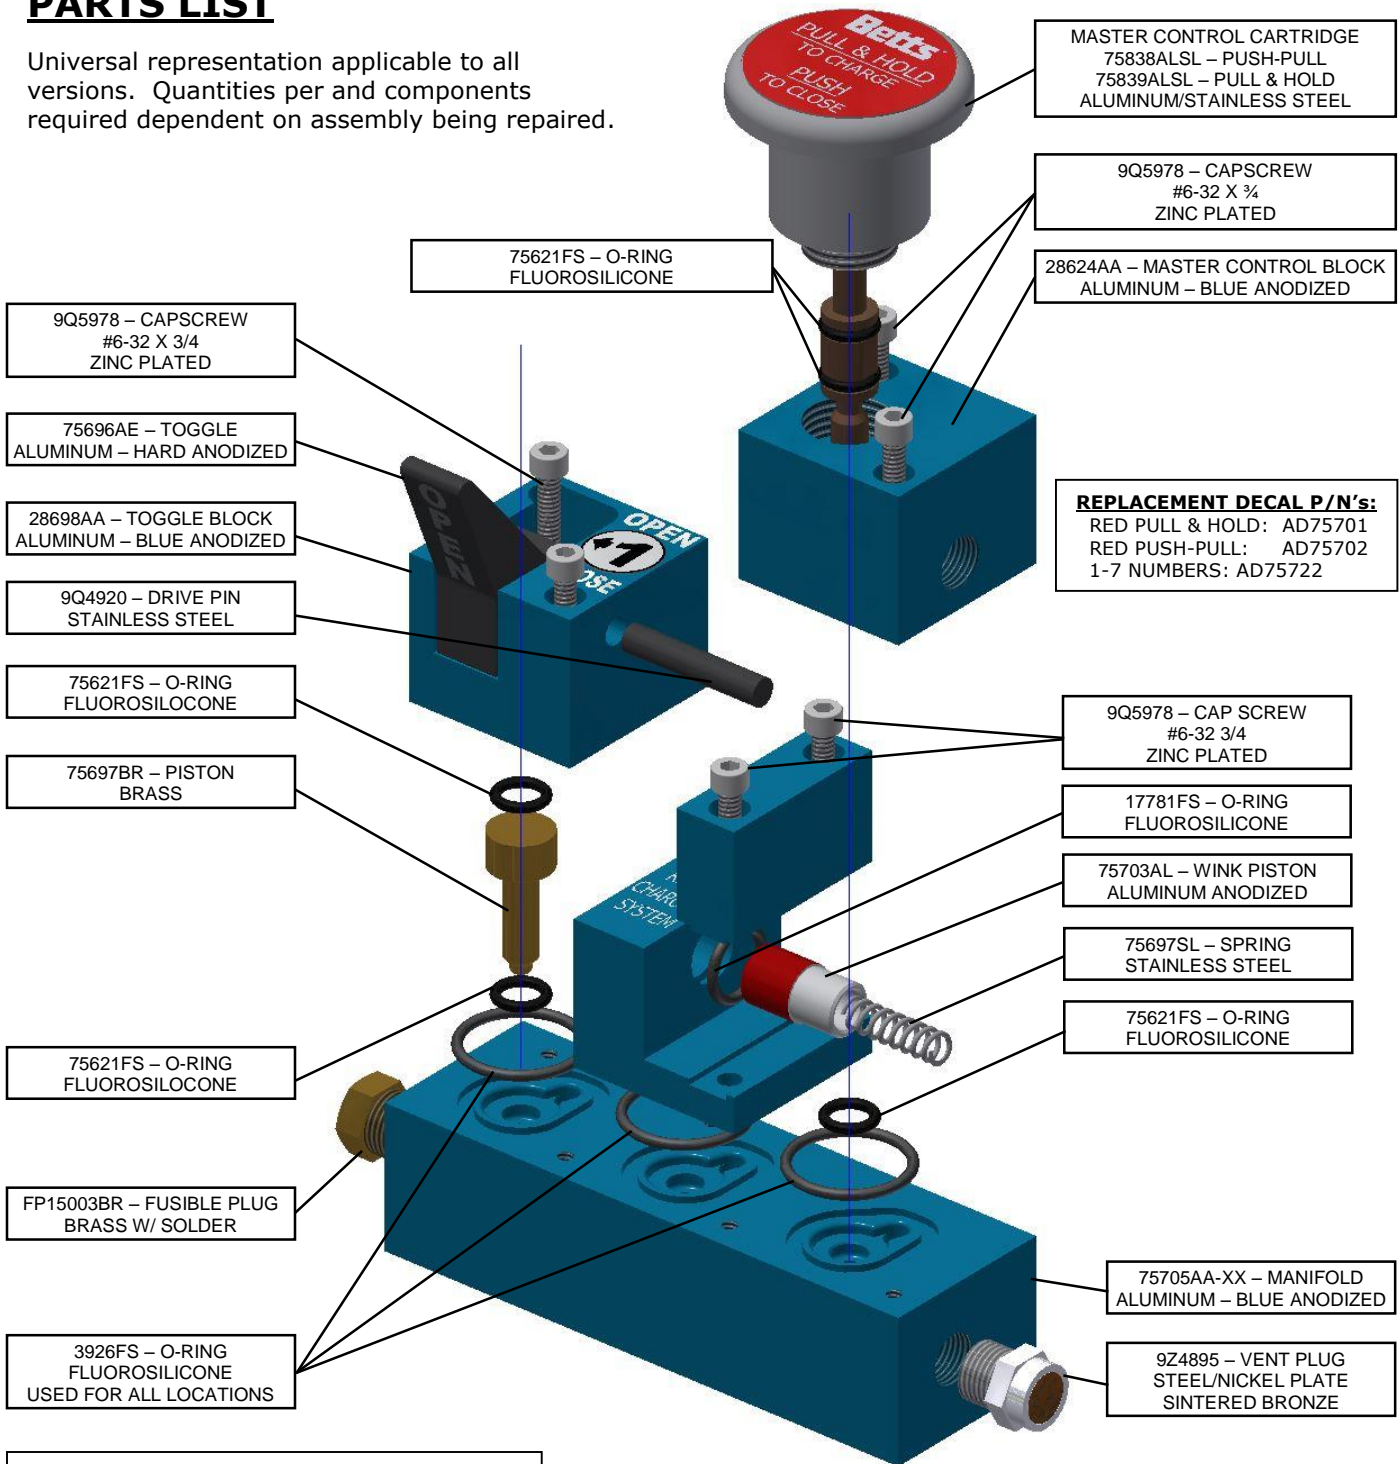 PARTS LIST
Universal representation applicable to all
versions. Quantities per and components
required dependent on assembly being repaired.
Betts
PULL & HOLD
TO CHARGE
PUSH
TO CLOSE
MASTER CONTROL CARTRIDGE
75838ALSL – PUSH-PULL
75839ALSL – PULL & HOLD
ALUMINUM/STAINLESS STEEL
9Q5978 – CAPSCREW
#6-32 X ¾
ZINC PLATED
75621FS – O-RING
FLUOROSILICONE
28624AA – MASTER CONTROL BLOCK
ALUMINUM – BLUE ANODIZED
9Q5978 – CAPSCREW
#6-32 X 3/4
ZINC PLATED
75696AE – TOGGLE
ALUMINUM – HARD ANODIZED
28698AA – TOGGLE BLOCK
ALUMINUM – BLUE ANODIZED
9Q4920 – DRIVE PIN
STAINLESS STEEL
75621FS – O-RING
FLUOROSILOCONE
75697BR – PISTON
BRASS
OPEN
OPEN
1
OSE
REPLACEMENT DECAL P/N’s:
RED PULL & HOLD: AD75701
RED PUSH-PULL: AD75702
1-7 NUMBERS: AD75722
9Q5978 – CAP SCREW
#6-32 3/4
ZINC PLATED
17781FS – O-RING
FLUOROSILICONE
75703AL – WINK PISTON
ALUMINUM ANODIZED
75697SL – SPRING
STAINLESS STEEL
75621FS – O-RING
FLUOROSILICONE
CHAR
SYSTEM
75621FS – O-RING
FLUOROSILOCONE
FP15003BR – FUSIBLE PLUG
BRASS W/ SOLDER
3926FS – O-RING
FLUOROSILICONE
USED FOR ALL LOCATIONS
75705AA-XX – MANIFOLD
ALUMINUM – BLUE ANODIZED
9Z4895 – VENT PLUG
STEEL/NICKEL PLATE
SINTERED BRONZE